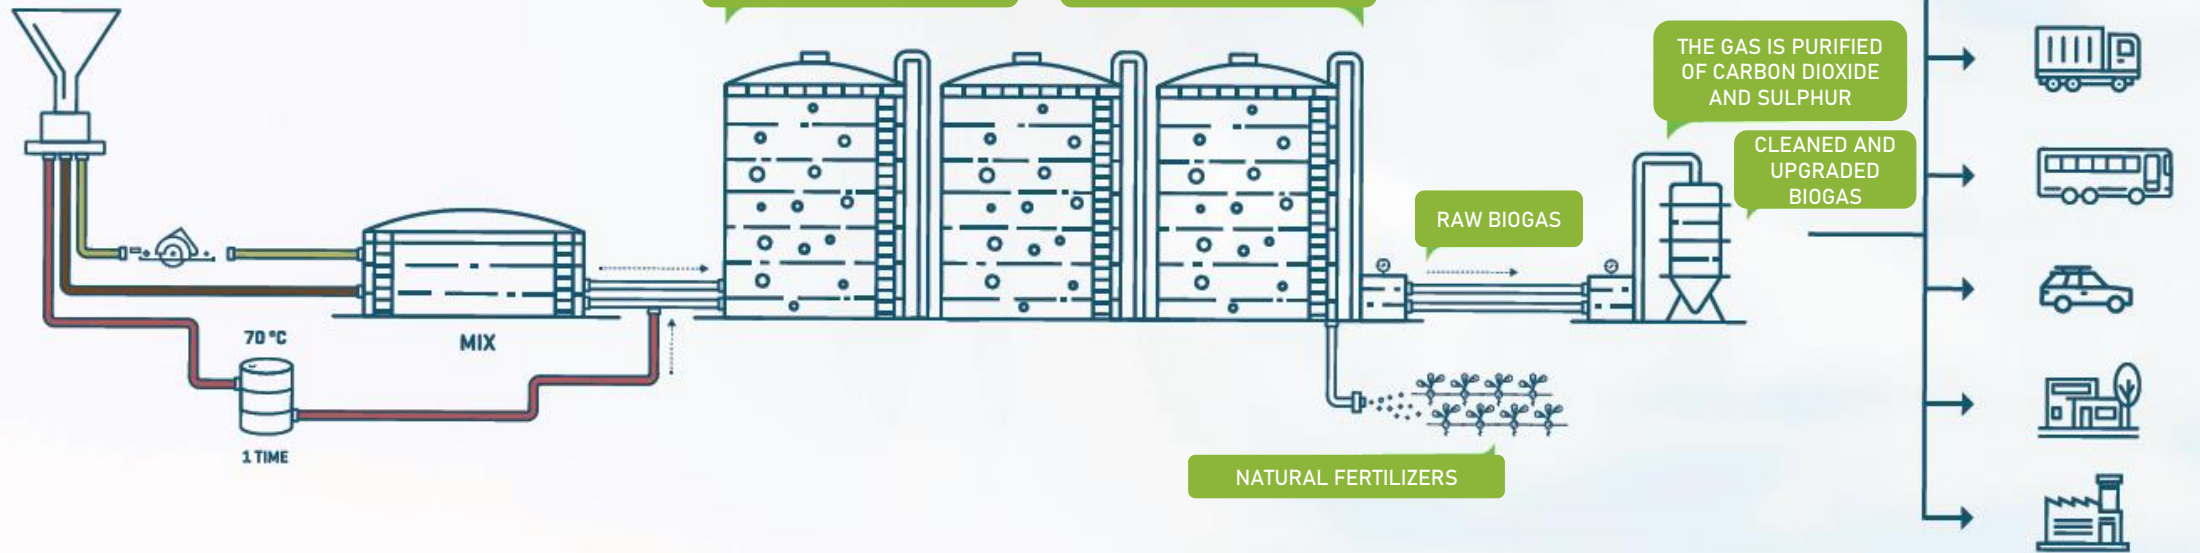 THE GAS IS PURIFIED
OF CARBON DIOXIDE
AND SULPHUR
CLEANED AND
UPGRADED
BIOGAS
RAW BIOGAS
70 °C
MIX
1 TIME
NATURAL FERTILIZERS